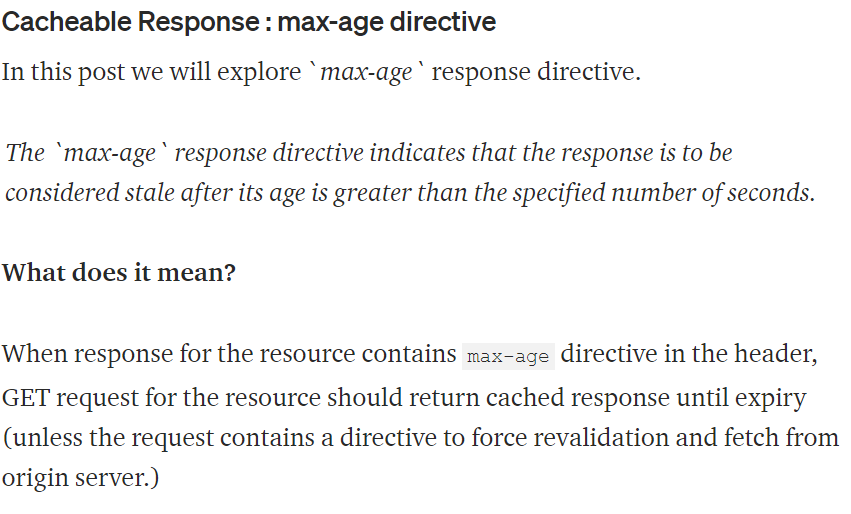 Cacheable Response : max-age directive
In this post we will explore `max-age` response directive.
The `max-age` response directive indicates that the response is to be
considered stale after its age is greater than the specified number of seconds.
What does it mean?
When response for the resource contains max-age directive in the header,
GET request for the resource should return cached response until expiry
(unless the request contains a directive to force revalidation and fetch from
origin server.)